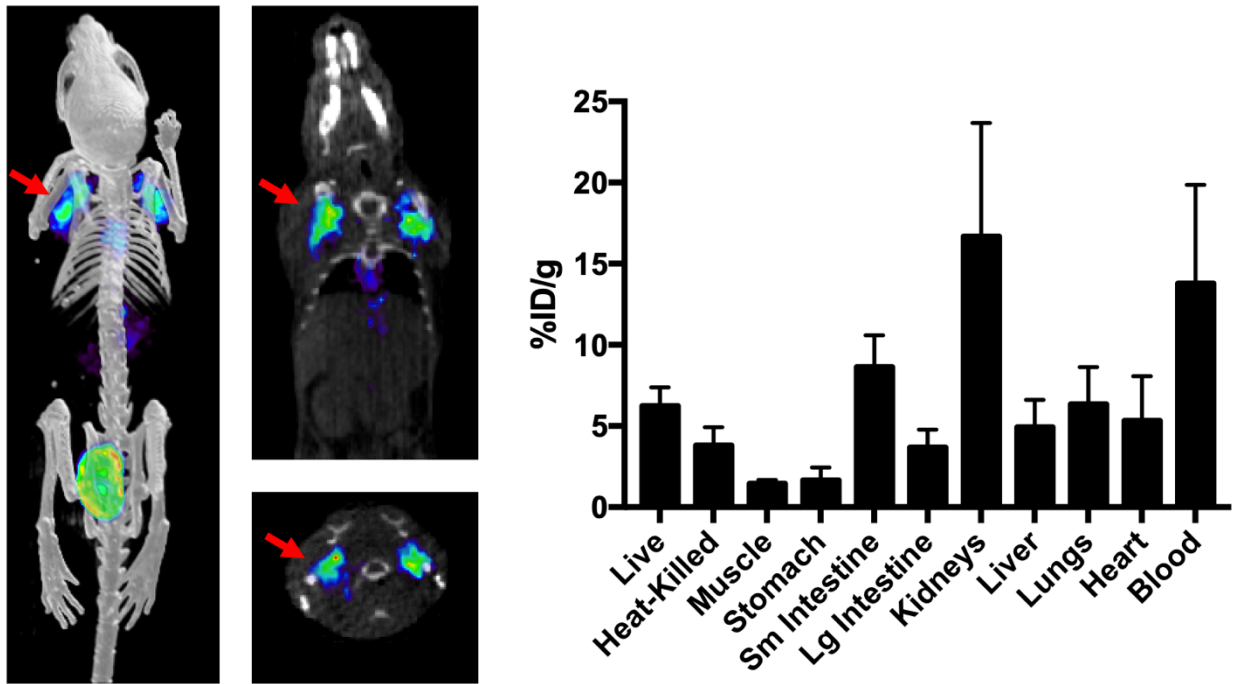 25
20
15
10
5
0
%ID/g
Live
Heat-Killed
Muscle
Stomach
Sm Intestine
Lg Intestine
Kidneys
Liver
Lungs
Heart
Blood